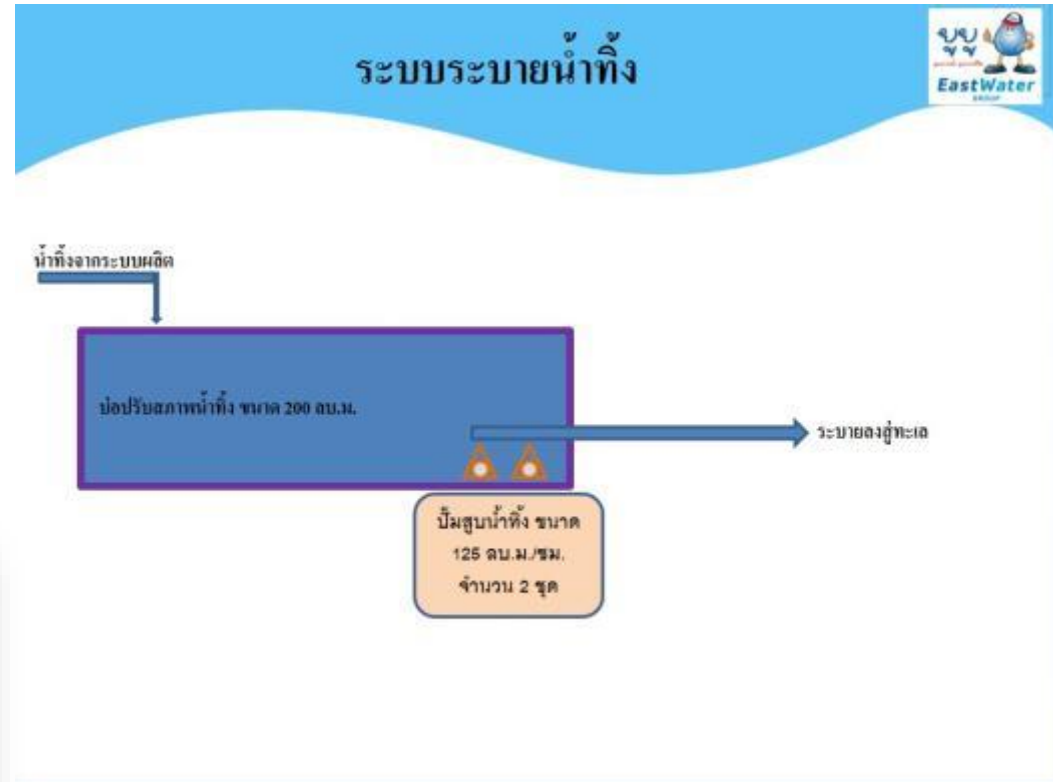 ระบบระบายน้ำทิ้ง
ยูยู
EastWater
GROUP
น้ำทิ้งจากระบบผลิต
บ่อปรับสภาพน้ำทิ้ง ขนาด 200 ลบ.ม.
ระบายลงสู่ทะเล
ปั๊มสูบน้ำทิ้ง ขนาด
125 ลบ.ม./ชม.
จำนวน 2 ชุด